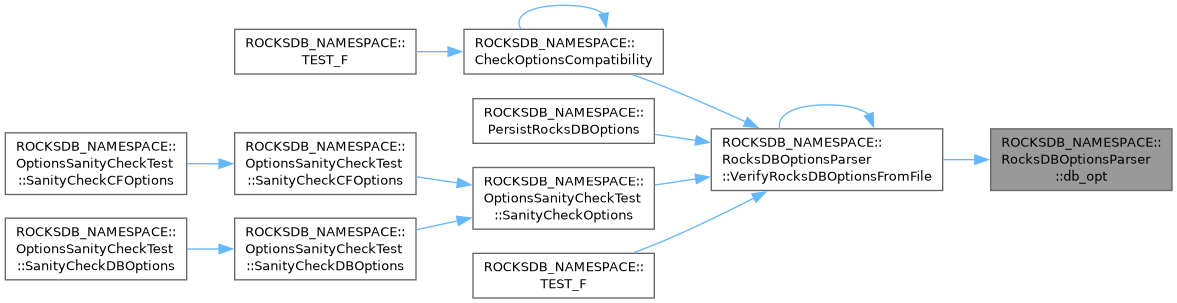 ROCKSDB_NAMESPACE::
TEST_F
ROCKSDB_NAMESPACE::
CheckOptionsCompatibility
ROCKSDB_NAMESPACE::
PersistRocksDBOptions
ROCKSDB_NAMESPACE::
OptionsSanityCheckTest
::SanityCheckCFOptions
ROCKSDB_NAMESPACE::
OptionsSanityCheckTest
::SanityCheckCFOptions
ROCKSDB_NAMESPACE::
RocksDBOptionsParser
::VerifyRocksDBOptionsFromFile
ROCKSDB_NAMESPACE::
RocksDBOptionsParser
::db_opt
ROCKSDB_NAMESPACE::
OptionsSanityCheckTest
::SanityCheckOptions
ROCKSDB_NAMESPACE::
OptionsSanityCheckTest
::SanityCheckDBOptions
ROCKSDB_NAMESPACE::
OptionsSanityCheckTest
::SanityCheckDBOptions
ROCKSDB_NAMESPACE::
TEST_F